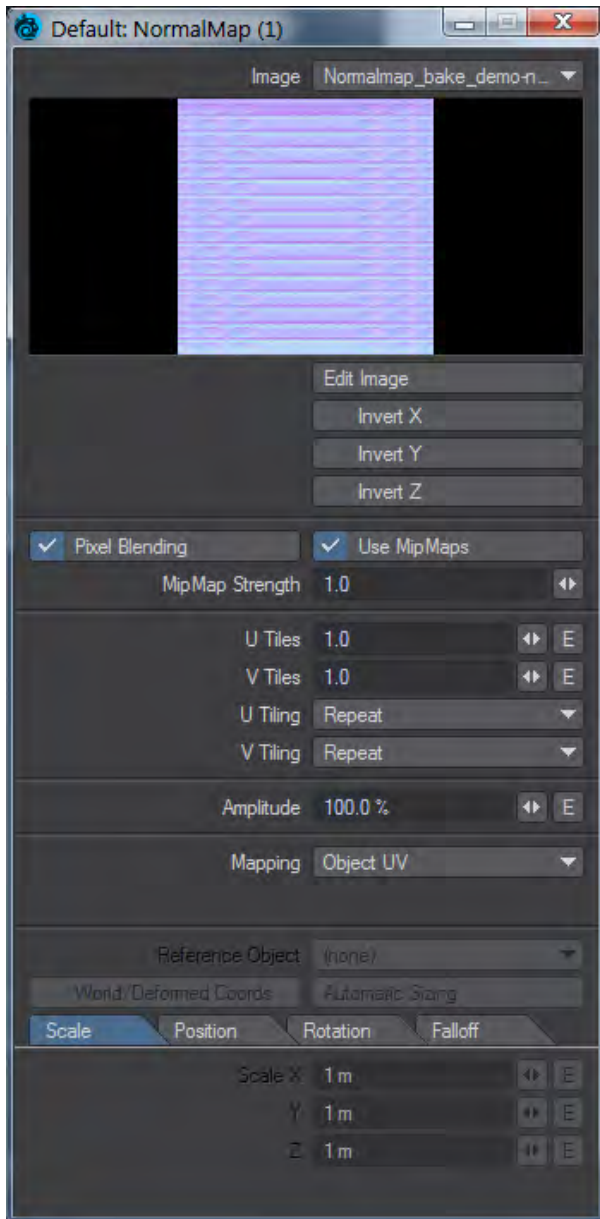 Default: NormalMap (1)
Image Normalmap_bake_demo-n...
Edit Image
Invert X
Invert Y
Invert Z
Pixel Blending Use MipMaps
MipMap Strength 1.0
U Tiles 1.0 E
V Tiles 1.0 E
U Tiling Repeat
V Tiling Repeat
Amplitude 100.0 % E
Mapping Object UV
Reference Object (none)
World/Deformed Coords Automatic Sizing
Scale Position Rotation Falloff
Scale X 1 m E
Y 1 m E
Z 1 m E